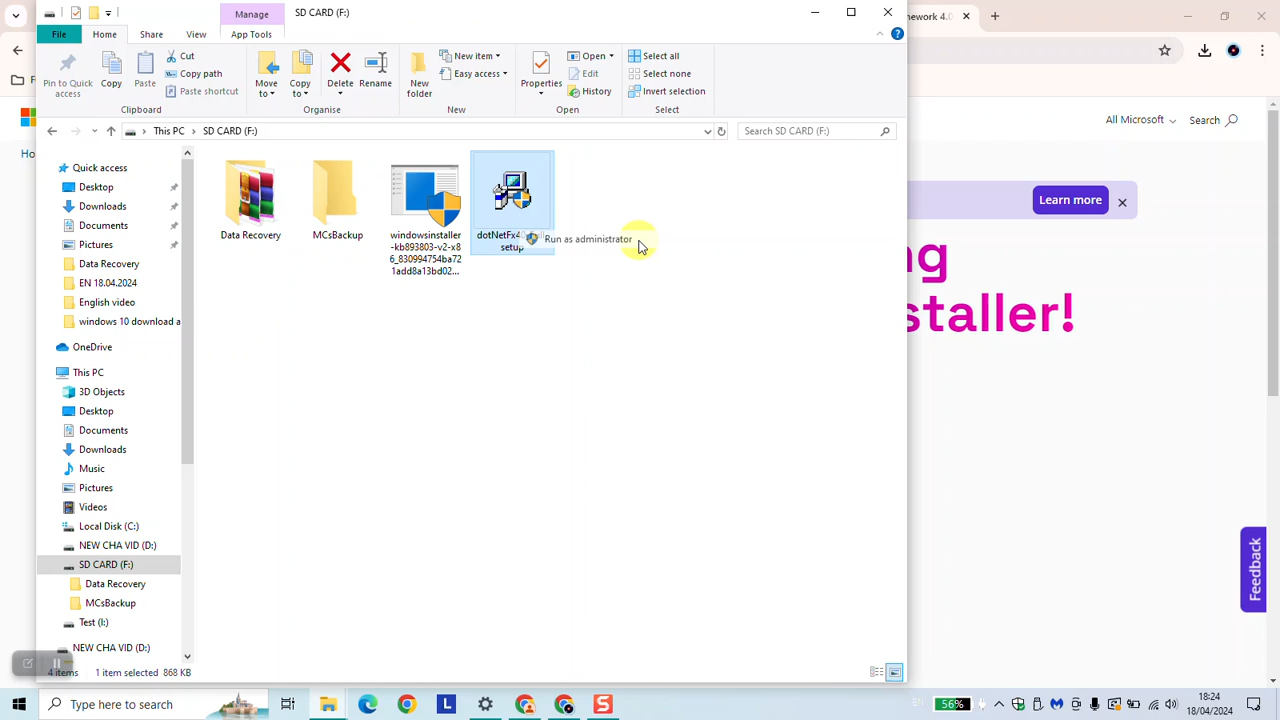 Manage
SD CARD (F:)
ework 4.0
File
Home
Share
View
App Tools
Pin to Quick
access
Copy
Paste
Cut
Copy path
Paste shortcut
Clipboard
Move
to
Copy
to
Delete
Rename
Organise
New
folder
New item
Easy access
New
Properties
Open
Edit
History
Open
Select all
Select none
Invert selection
Select
This PC
SD CARD (F:)
Search SD CARD (F:)
All Microsoft
Search
Ho
Learn more
Quick access
Desktop
Downloads
Documents
Pictures
Data Recovery
EN 18.04.2024
English video
windows 10 download a
OneDrive
This PC
3D Objects
Desktop
Documents
Downloads
Music
Pictures
Videos
Local Disk (C:)
NEW CHA VID (D:)
SD CARD (F:)
Data Recovery
MCsBackup
Test (I:)
NEW CHA VID (D:)
Data Recovery
MCsBackup
windowsinstaller
-kb893803-v2-x8
6_830994754ba72
1add8a13bd02...
dotNetFx40
setup
Run as administrator
ng
staller!
Feedback
4 items
1 item selected 868 KB
Type here to search
L
S
56%
18:24
18/04/2024